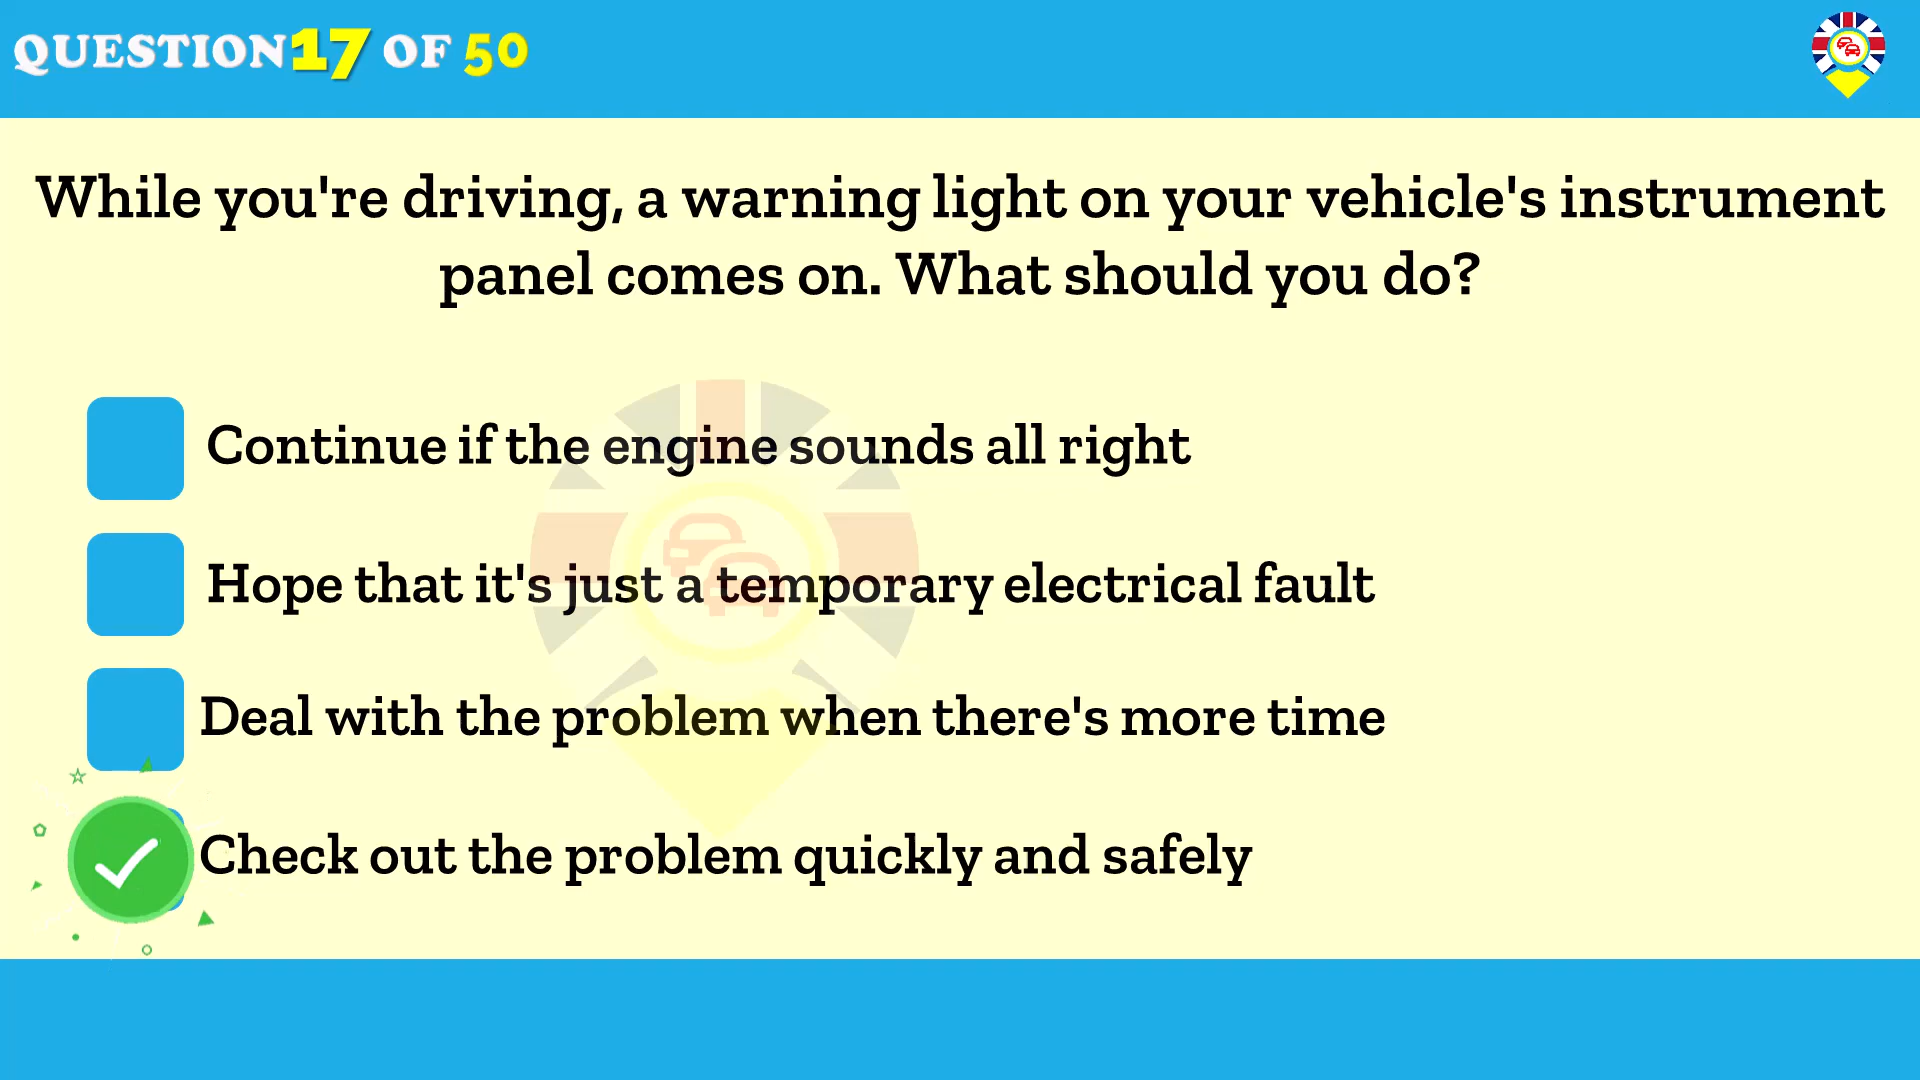 QUESTION 17 OF 50
While you're driving, a warning light on your vehicle's instrument
panel comes on. What should you do?
Continue if the engine sounds all right
Hope that it's just a temporary electrical fault
Deal with the problem when there's more time
Check out the problem quickly and safely